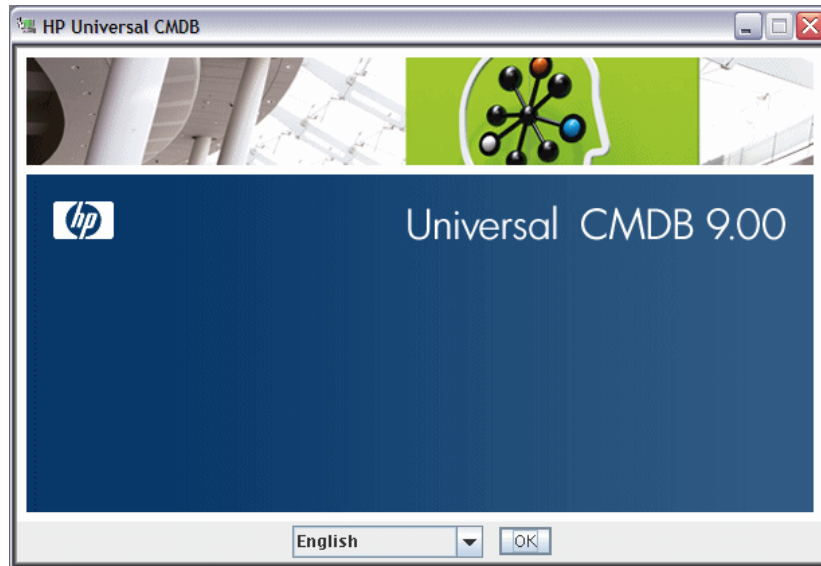 HP Universal CMDB
hp
Universal CMDB 9.00
English
OK